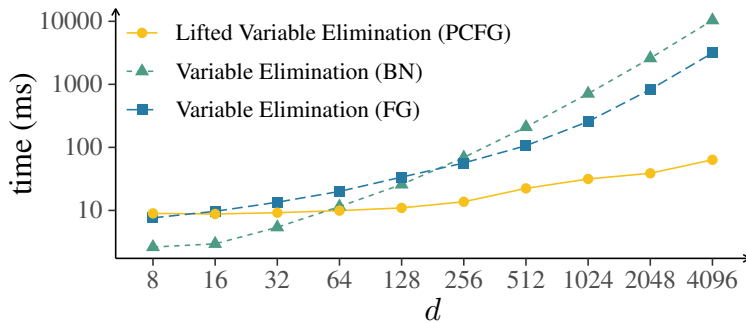 10000
1000
100
10
time (ms)
Lifted Variable Elimination (PCFG)
Variable Elimination (BN)
Variable Elimination (FG)
8 16 32 64 128 256 512 1024 2048 4096
d